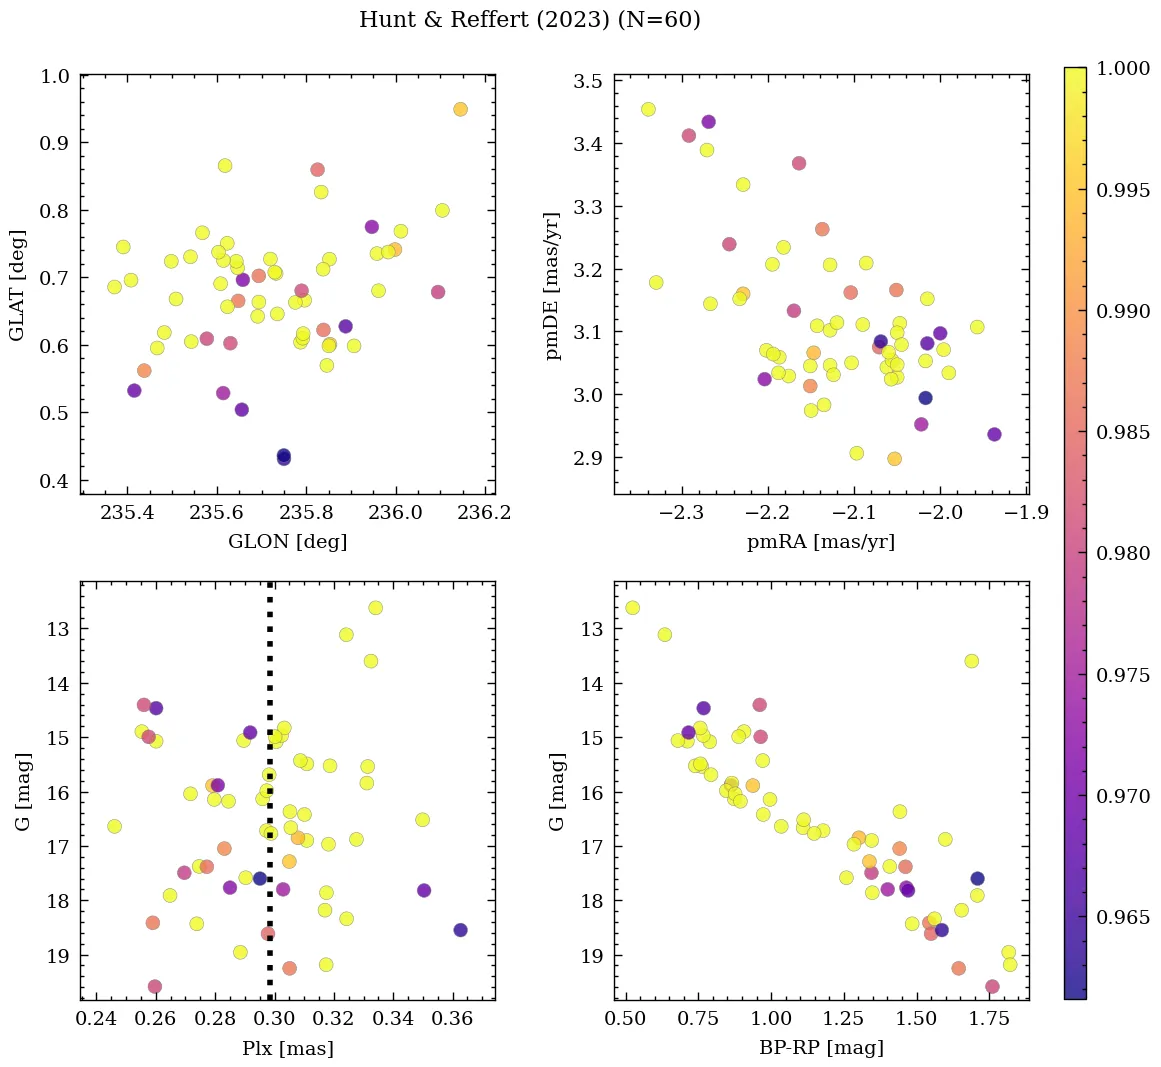 Hunt & Reffert (2023) (N=60)
1.0
0.9
0.8
0.7
0.6
0.5
0.4
GLAT [deg]
235.4 235.6 235.8 236.0 236.2
GLON [deg]
3.5
3.4
3.3
3.2
3.1
3.0
2.9
pmDE [mas/yr]
−2.3 −2.2 −2.1 −2.0 −1.9
pmRA [mas/yr]
13
14
15
16
17
18
19
G [mag]
0.24 0.26 0.28 0.30 0.32 0.34 0.36
Plx [mas]
13
14
15
16
17
18
19
G [mag]
0.50 0.75 1.00 1.25 1.50 1.75
BP-RP [mag]
1.000
0.995
0.990
0.985
0.980
0.975
0.970
0.965